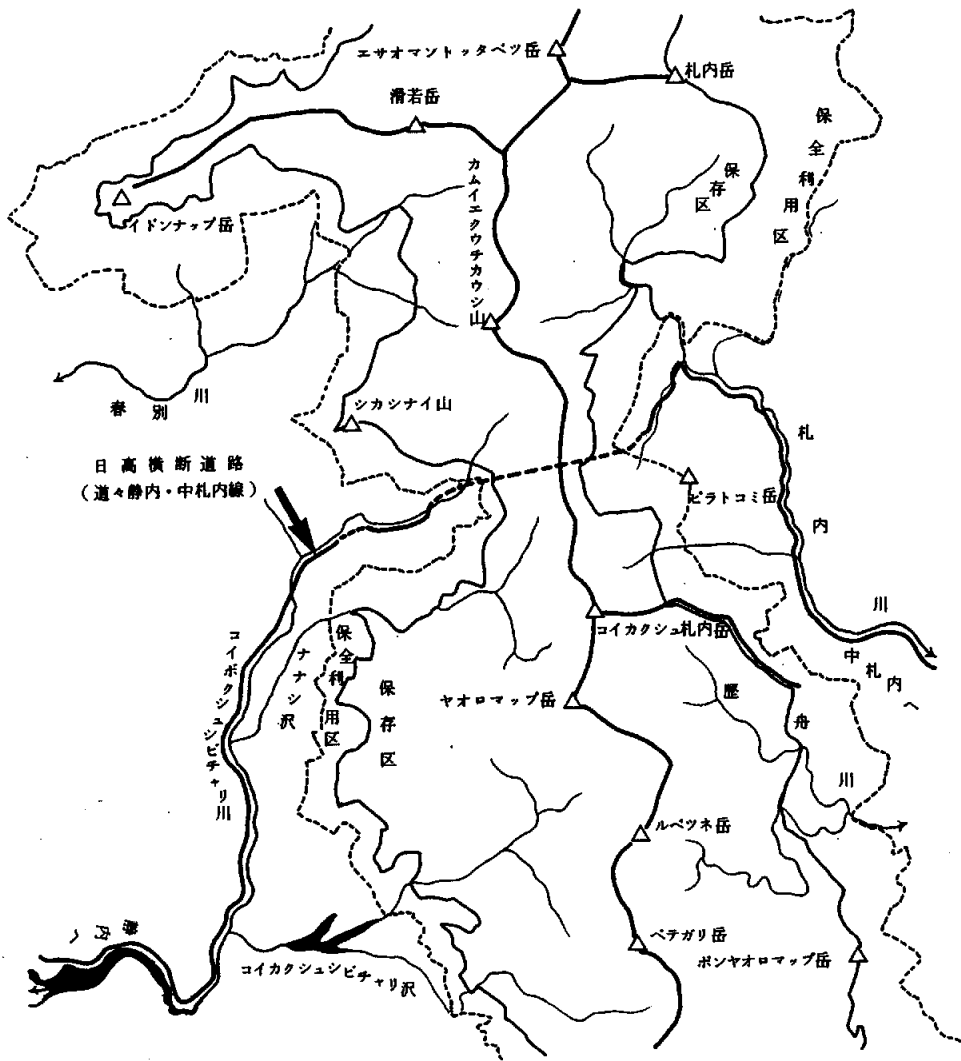 エサオマントッタベツ岳
札内岳
滑若岳
保全利用区
保存区
カムイエクウチカウシ山
イドンナップ岳
春別川
シカシナイ山
日高横断道路
(道々静内・中札内線)
札内川
ピラトコミ岳
コイカクシュ札内岳
中札内へ
コイボクシュシビチャリ川
ナナシ沢
保全利用区
保存区
ヤオロマップ岳
歴舟川
ルベツネ岳
静内へ
コイカクシュシビチャリ沢
ペテガリ岳
ポンヤオロマップ岳